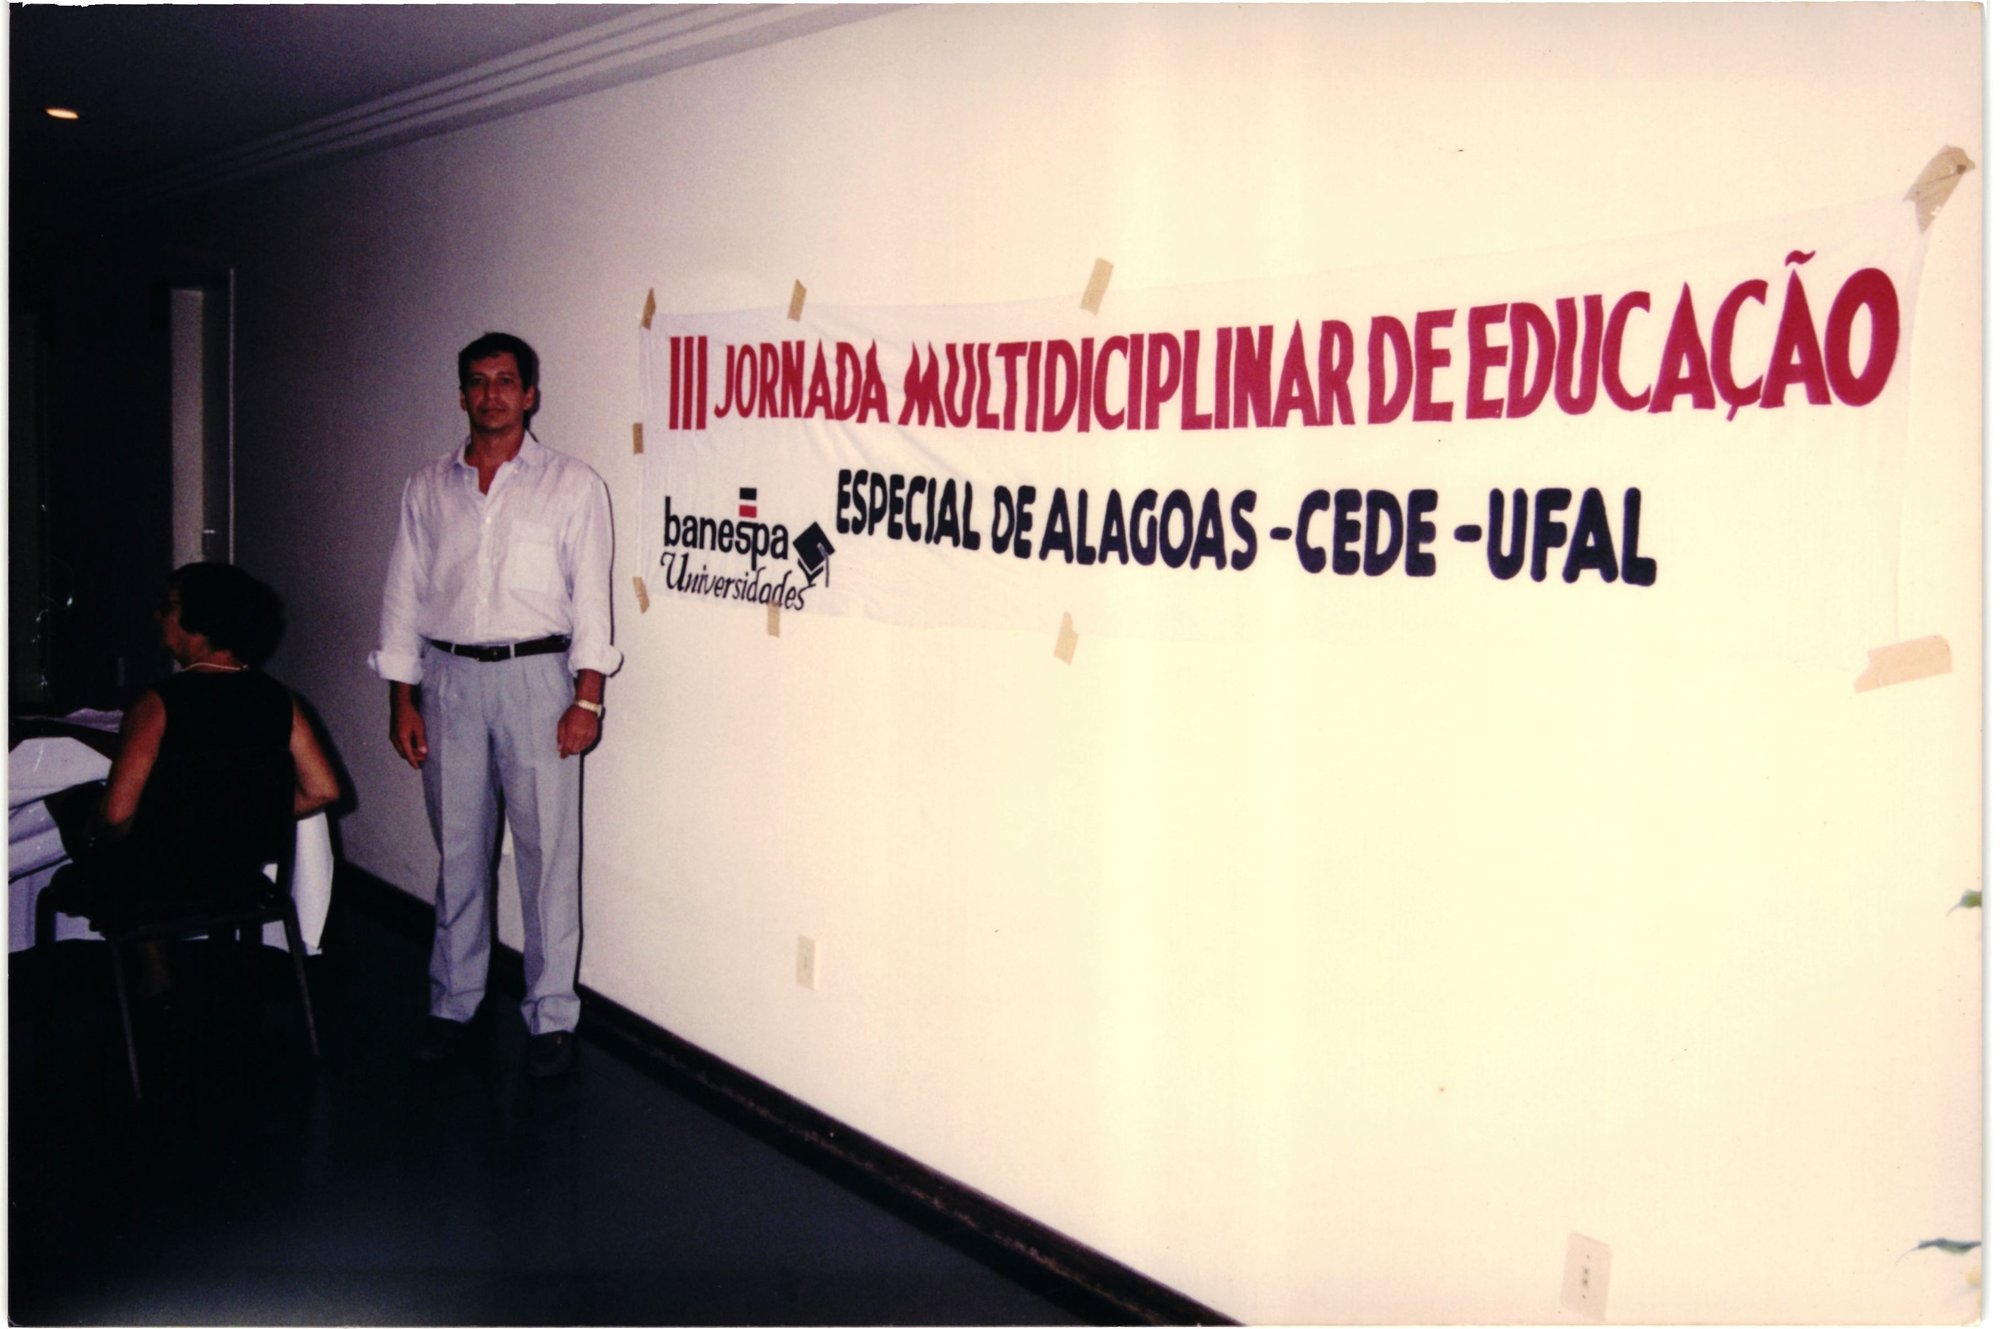 III JORNADA MULTIDICIPLINAR DE EDUCAÇÃO
ESPECIAL DE ALAGOAS - CEDE - UFAL
banespa
Universidades